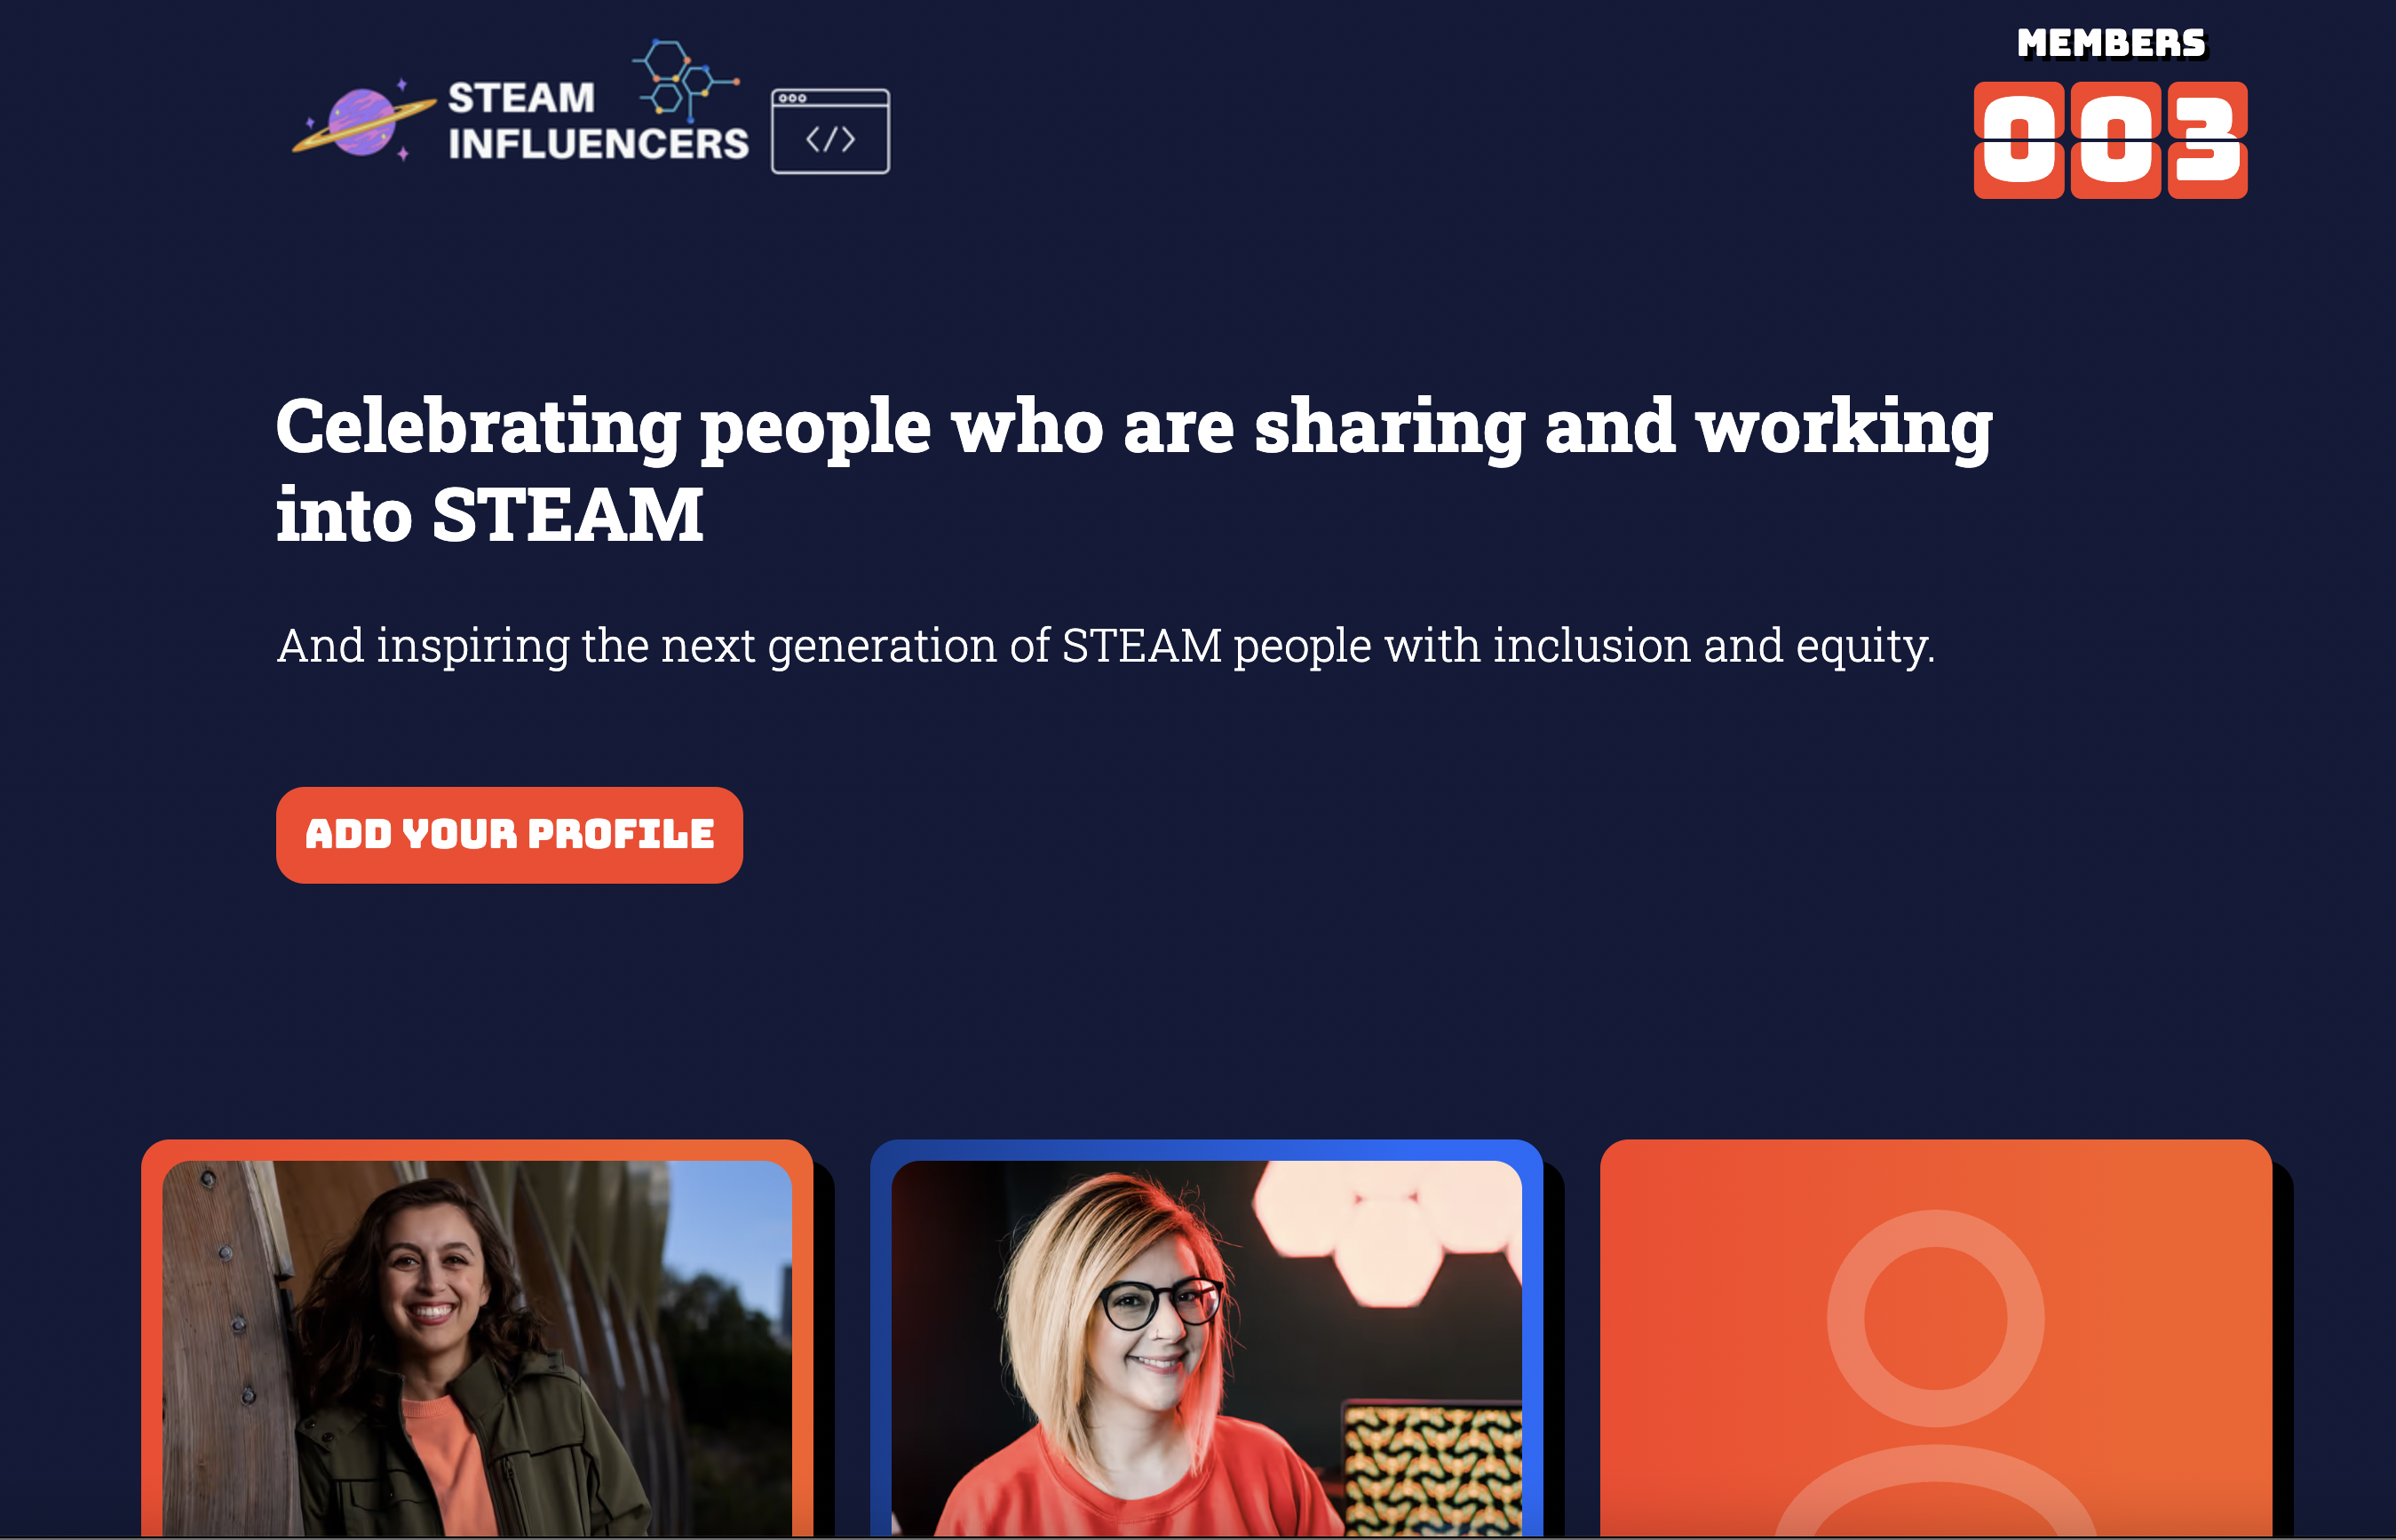 STEAM
INFLUENCERS
</>
MEMBERS
003
Celebrating people who are sharing and working
into STEAM
And inspiring the next generation of STEAM people with inclusion and equity.
ADD YOUR PROFILE